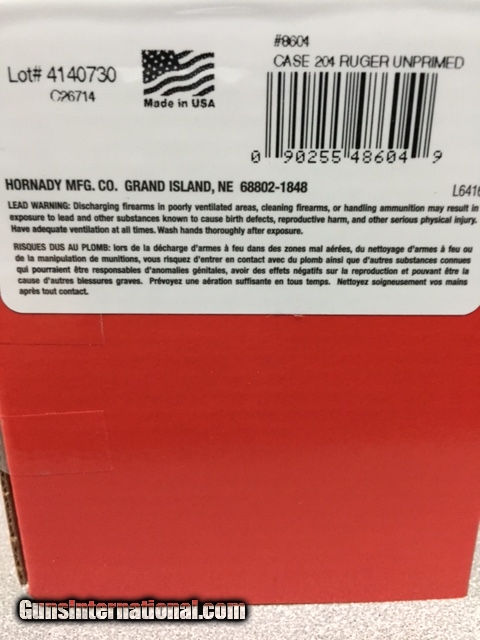 #8604
CASE 204 RUGER UNPRIMED
Lot# 4140730
C26714
Made in USA
0 90255 48604 9
HORNADY MFG. CO. GRAND ISLAND, NE 68802-1848
L6416
LEAD WARNING: Discharging firearms in poorly ventilated areas, cleaning firearms, or handling ammunition may result in
exposure to lead and other substances known to cause birth defects, reproductive harm, and other serious physical injury.
Have adequate ventilation at all times. Wash hands thoroughly after exposure.
RISQUES DUS AU PLOMB: lors de la décharge d'armes à feu dans des zones mal aérées, du nettoyage d'armes à feu ou
de la manipulation de munitions, vous risquez d'entrer en contact avec du plomb ainsi que d'autres substances connues
qui pourraient être responsables d'anomalies génitales, avoir des effets négatifs sur la reproduction et pouvant être la
cause d'autres blessures graves. Prévoyez une aération suffisante en tous temps. Nettoyez soigneusement vos mains
après tout contact.
GunsInternational.com